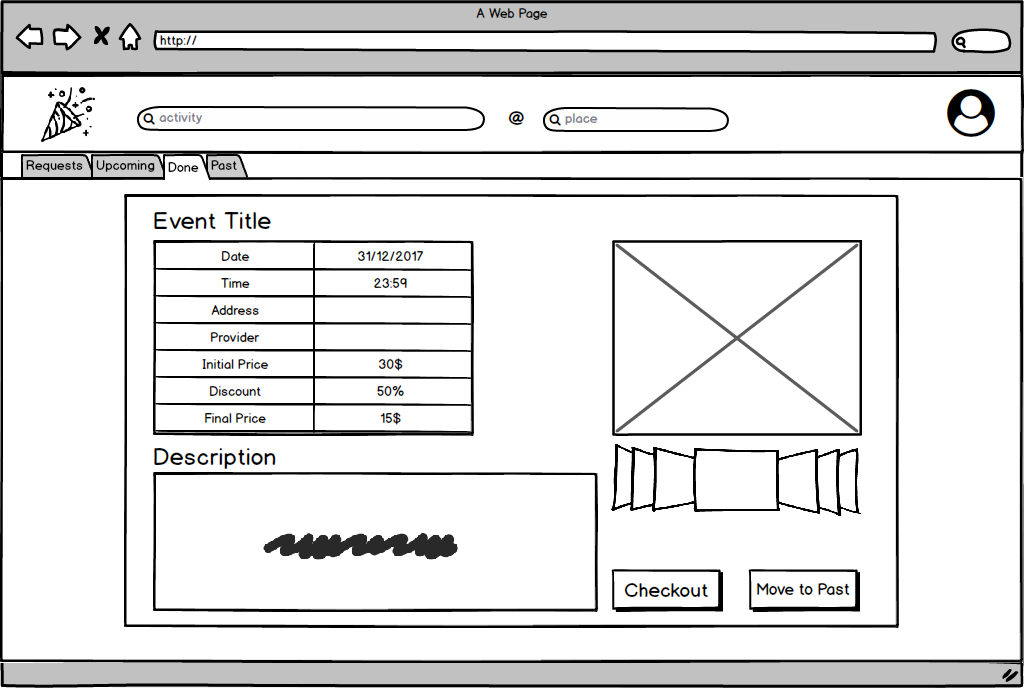 A Web Page
http://
activity @ place
Requests Upcoming Done Past
Event Title
Date 31/12/2017
Time 23:59
Address
Provider
Initial Price 30$
Discount 50%
Final Price 15$
Description
Checkout Move to Past